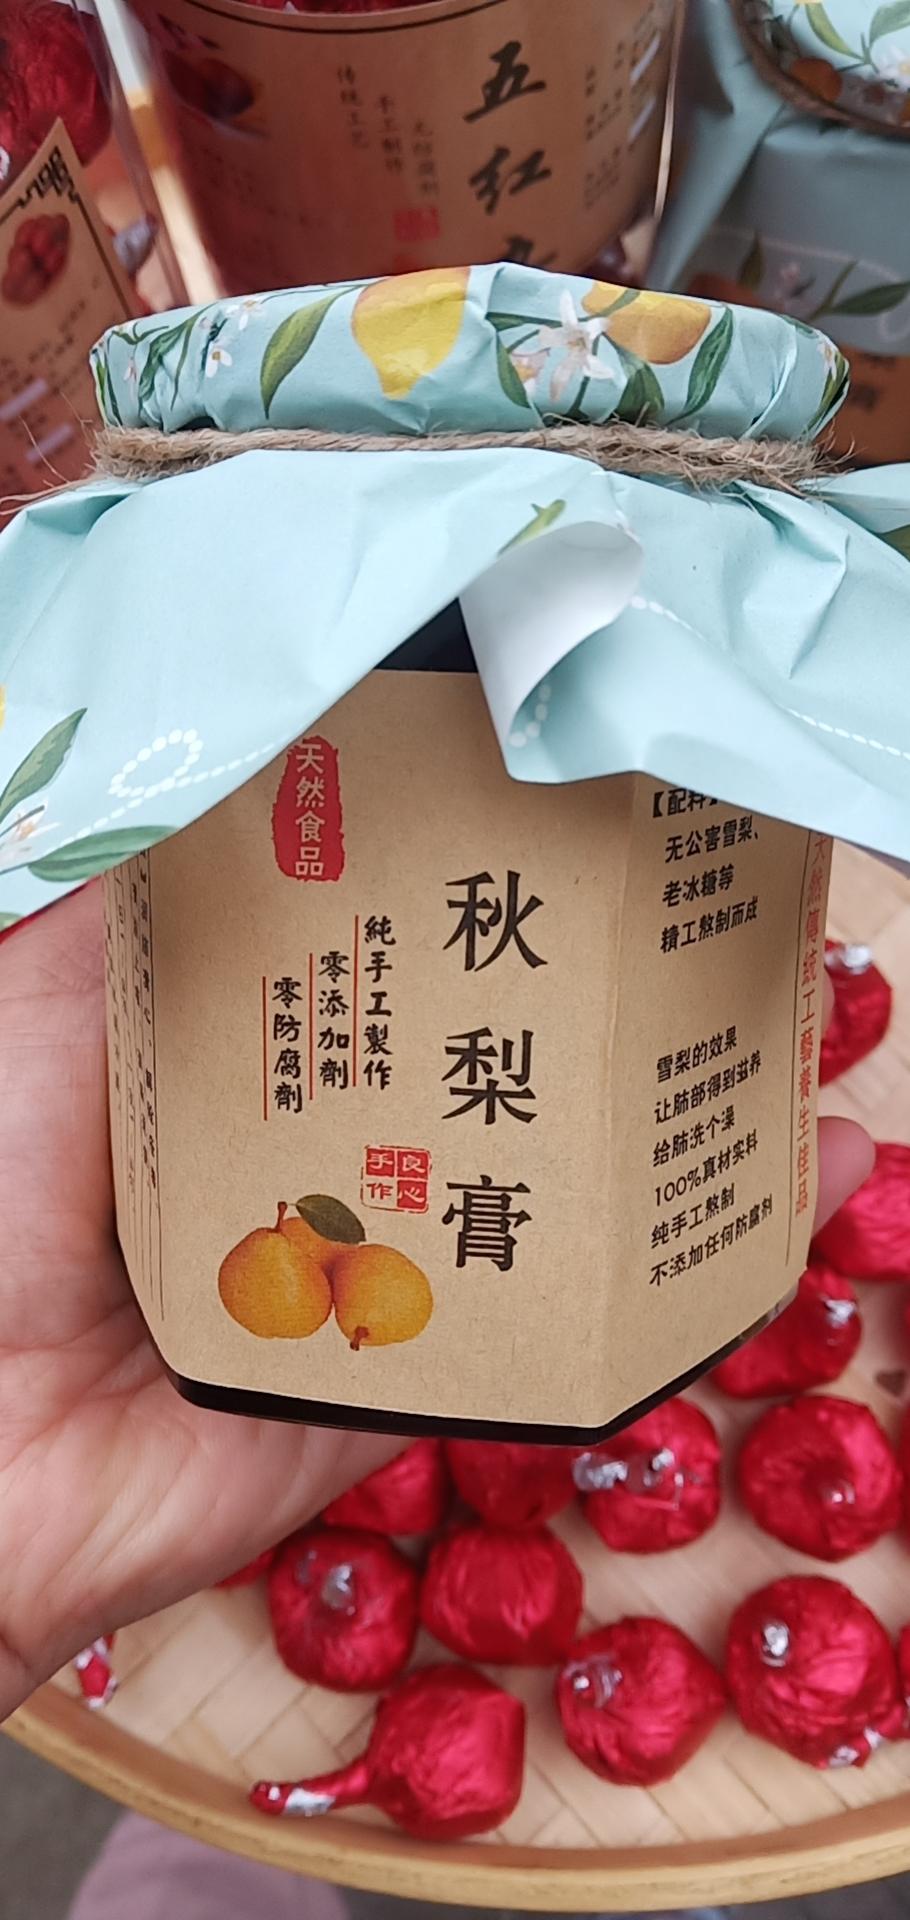 五
红
传统工艺
手工制作
天然食品
秋梨膏
純手工製作
零添加劑
零防腐劑
良心
手作
【配料】
无公害雪梨、
老冰糖等
精工熬制而成
雪梨的效果
让肺部得到滋养
给肺洗个澡
100%真材实料
纯手工熬制
不添加任何防腐剂
天然傳統工藝養生佳品